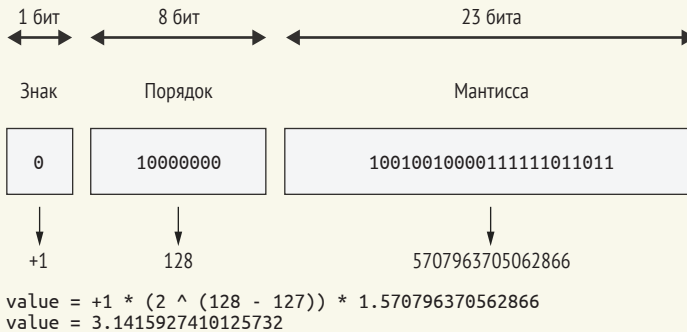 1 бит 8 бит 23 бита
Знак Порядок Мантисса
0 10000000 10010010000111111011011
+1 128 5707963705062866
value = +1 * (2 ^ (128 - 127)) * 1.570796370562866
value = 3.1415927410125732